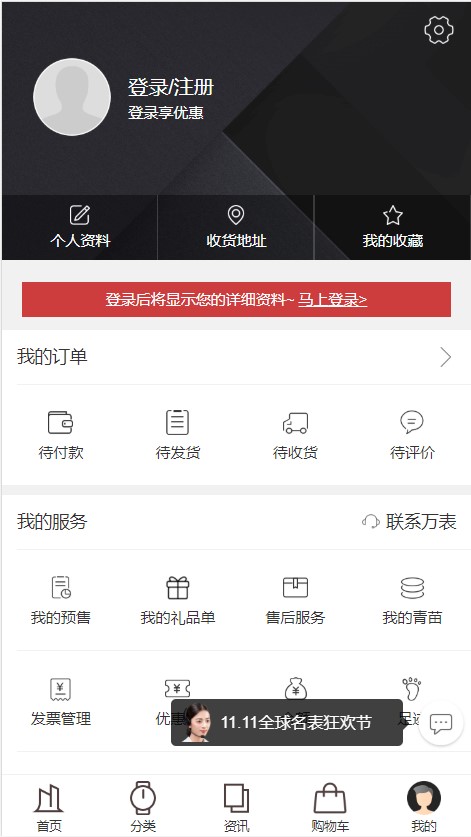 登录/注册
登录享优惠
个人资料 收货地址 我的收藏
登录后将显示您的详细资料~ 马上登录>
我的订单
待付款 待发货 待收货 待评价
我的服务 联系万表
我的预售 我的礼品单 售后服务 我的青苗
发票管理
11.11全球名表狂欢节
首页 分类 资讯 购物车 我的